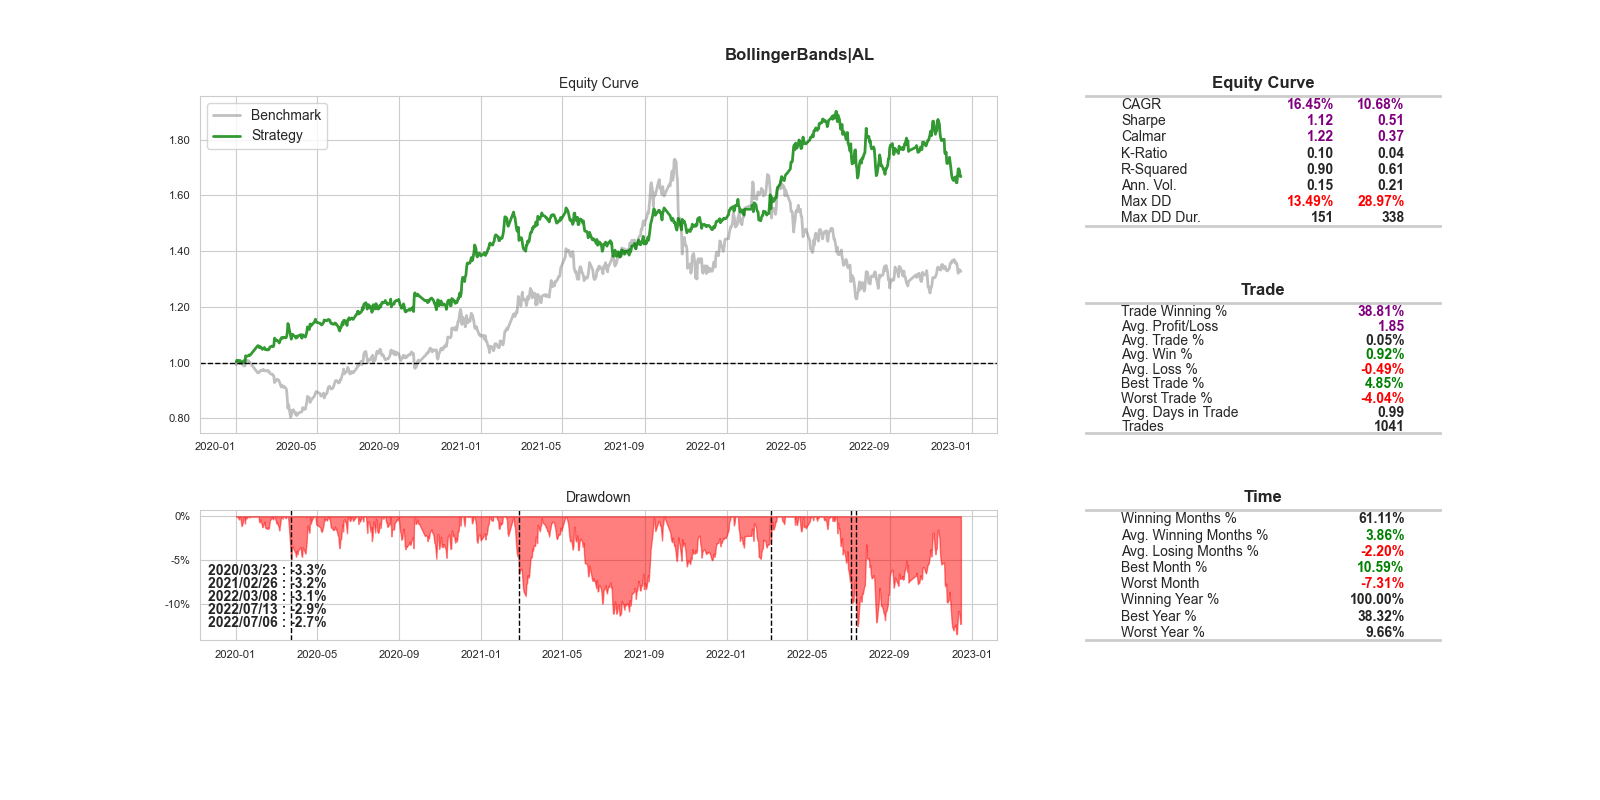 BollingerBands|AL
Equity Curve
Benchmark
Strategy
1.80
1.60
1.40
1.20
1.00
0.80
2020-01 2020-05 2020-09 2021-01 2021-05 2021-09 2022-01 2022-05 2022-09 2023-01
Drawdown
0%
-5%
-10%
2020/03/23 : -3.3%
2021/02/26 : -3.2%
2022/03/08 : -3.1%
2022/07/13 : -2.9%
2022/07/06 : -2.7%
2020-01 2020-05 2020-09 2021-01 2021-05 2021-09 2022-01 2022-05 2022-09 2023-01
Equity Curve
CAGR 16.45% 10.68%
Sharpe 1.12 0.51
Calmar 1.22 0.37
K-Ratio 0.10 0.04
R-Squared 0.90 0.61
Ann. Vol. 0.15 0.21
Max DD 13.49% 28.97%
Max DD Dur. 151 338
Trade
Trade Winning % 38.81%
Avg. Profit/Loss 1.85
Avg. Trade % 0.05%
Avg. Win % 0.92%
Avg. Loss % -0.49%
Best Trade % 4.85%
Worst Trade % -4.04%
Avg. Days in Trade 0.99
Trades 1041
Time
Winning Months % 61.11%
Avg. Winning Months % 3.86%
Avg. Losing Months % -2.20%
Best Month % 10.59%
Worst Month -7.31%
Winning Year % 100.00%
Best Year % 38.32%
Worst Year % 9.66%